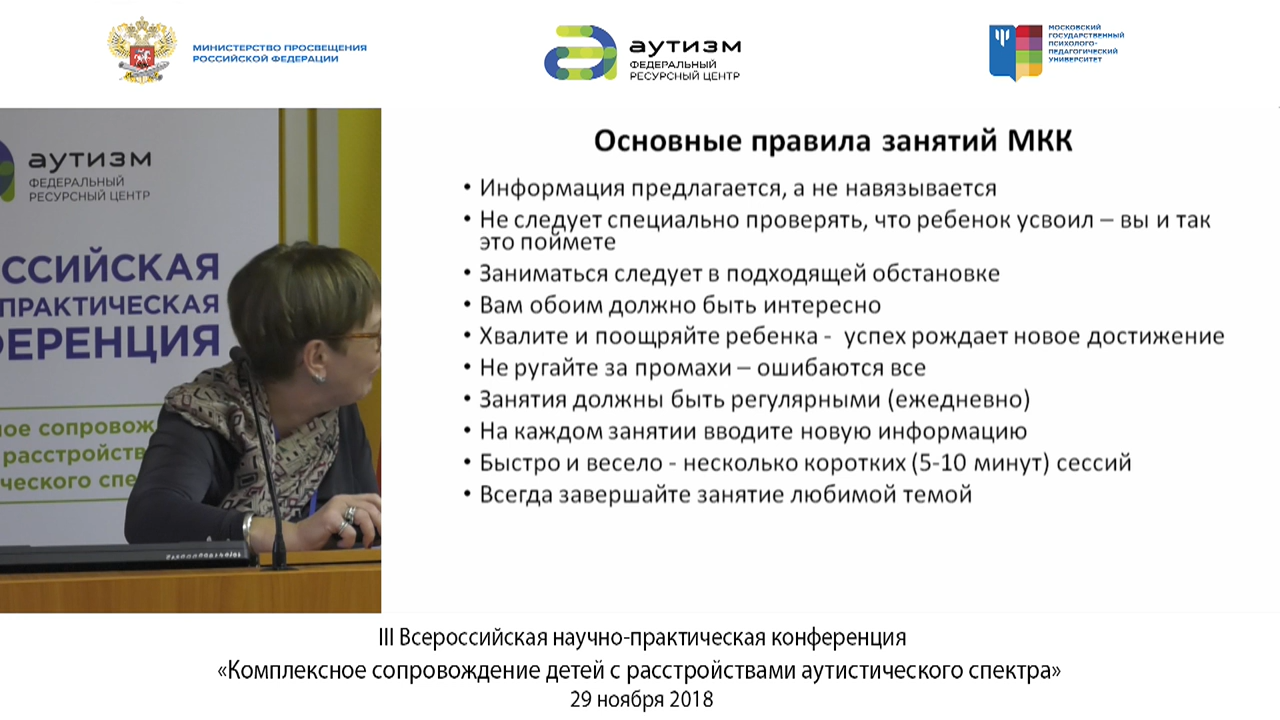 МИНИСТЕРСТВО ПРОСВЕЩЕНИЯ
РОССИЙСКОЙ ФЕДЕРАЦИИ
аутизм
ФЕДЕРАЛЬНЫЙ
РЕСУРСНЫЙ ЦЕНТР
МОСКОВСКИЙ
ГОСУДАРСТВЕННЫЙ
ПСИХОЛОГО-
ПЕДАГОГИЧЕСКИЙ
УНИВЕРСИТЕТ
аутизм
ФЕДЕРАЛЬНЫЙ
РЕСУРСНЫЙ ЦЕНТР
ССИЙСКАЯ
ПРАКТИЧЕСКАЯ
ФЕРЕНЦИЯ
ное сопровож
расстройств
ческого спе
Основные правила занятий МКК
• Информация предлагается, а не навязывается
• Не следует специально проверять, что ребенок усвоил – вы и так
это поймете
• Заниматься следует в подходящей обстановке
• Вам обоим должно быть интересно
• Хвалите и поощряйте ребенка - успех рождает новое достижение
• Не ругайте за промахи – ошибаются все
• Занятия должны быть регулярными (ежедневно)
• На каждом занятии вводите новую информацию
• Быстро и весело - несколько коротких (5-10 минут) сессий
• Всегда завершайте занятие любимой темой
III Всероссийская научно-практическая конференция
«Комплексное сопровождение детей с расстройствами аутистического спектра»
29 ноября 2018